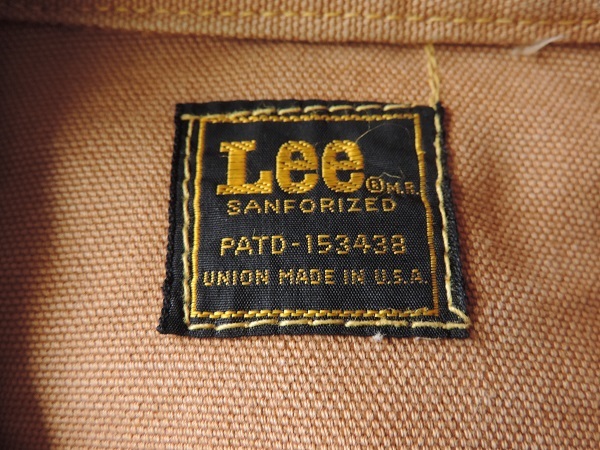 Lee ® M.R.
SANFORIZED
PATD-153438
UNION MADE IN U.S.A.